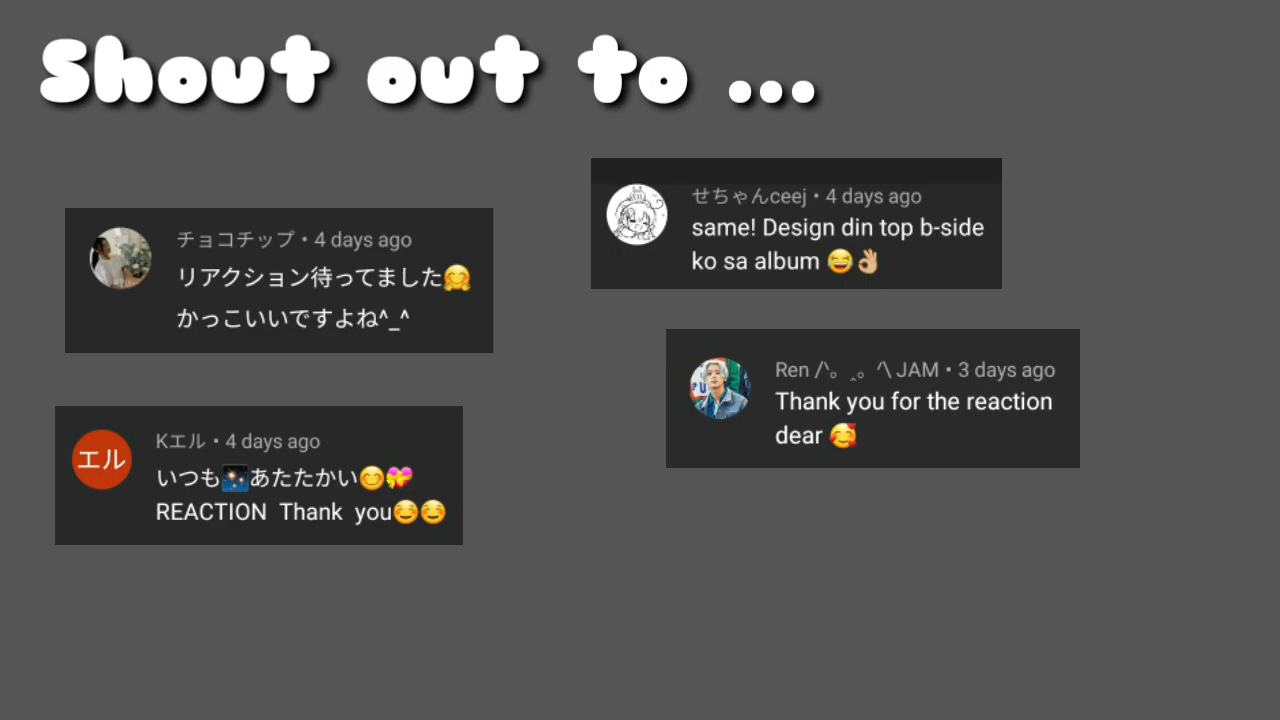 Shout out to ...
チョコチップ • 4 days ago
リアクション待ってました🤗
かっこいいですよね^_^
せちゃんceej • 4 days ago
same! Design din top b-side
ko sa album 😂👌🏼
Ren /ᐠ。‸。ᐟ\ JAM • 3 days ago
Thank you for the reaction
dear 🥰
エル
Kエル • 4 days ago
いつも🌌あたたかい😊💝
REACTION Thank you☺️☺️